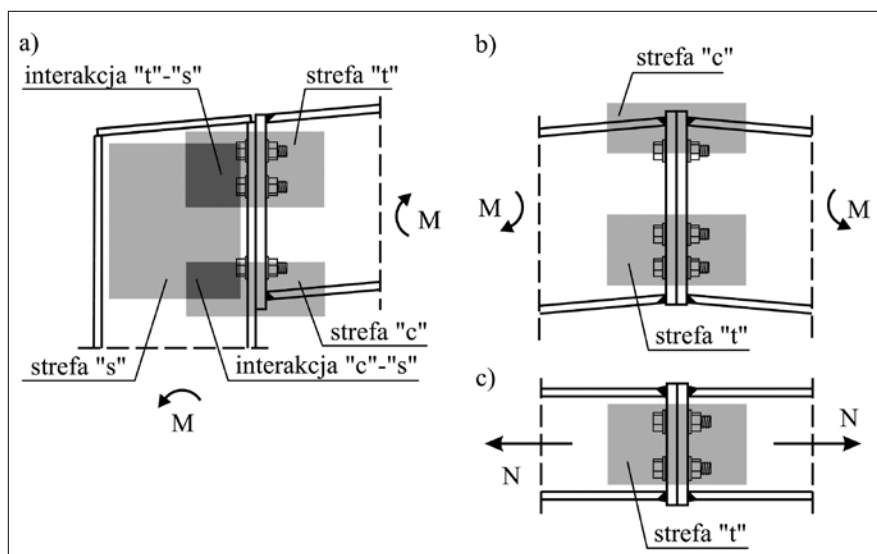 a)
interakcja "t"-"s"
strefa "t"
M
strefa "c"
strefa "s"
interakcja "c"-"s"
M
b)
strefa "c"
M
M
strefa "t"
c)
N
N
strefa "t"